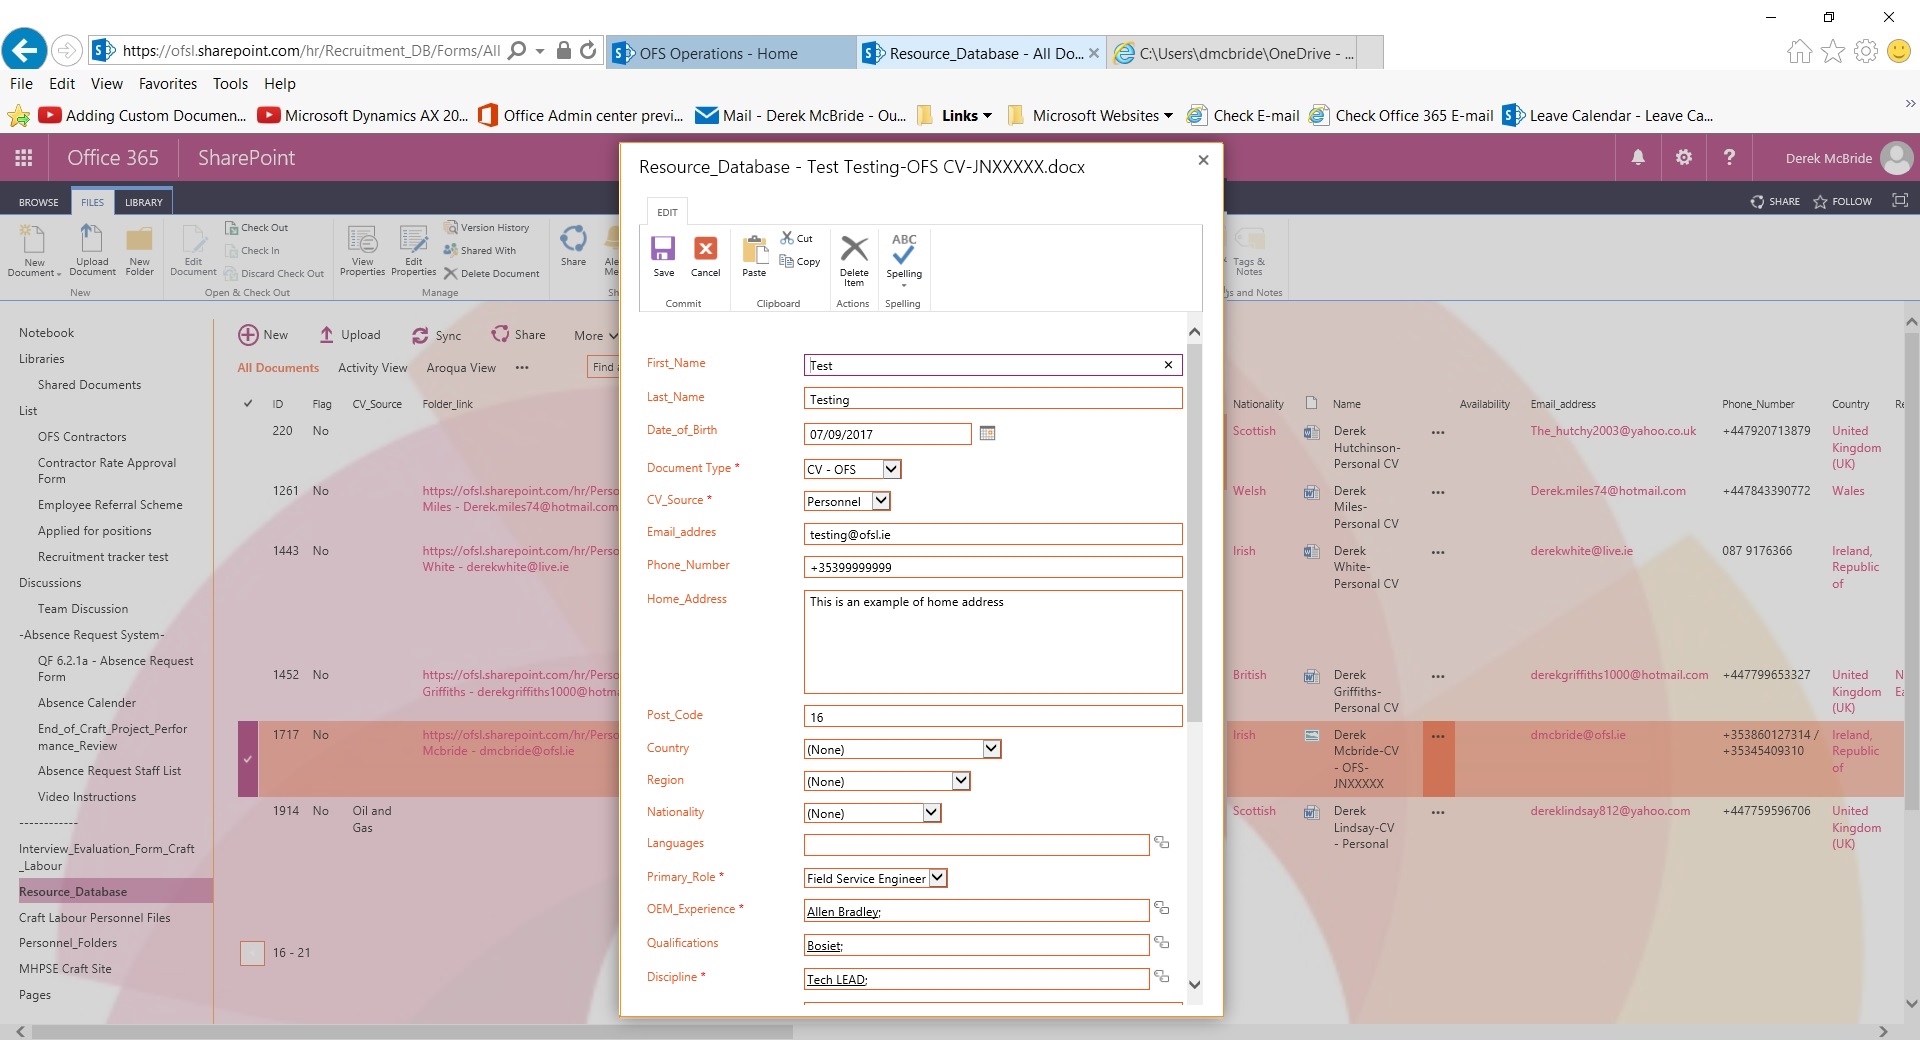 https://ofsl.sharepoint.com/hr/Recruitment_DB/Forms/All
OFS Operations - Home
Resource_Database - All Do...
C:\Users\dmcbride\OneDrive - ...
File Edit View Favorites Tools Help
Adding Custom Documen...
Microsoft Dynamics AX 20...
Office Admin center previ...
Mail - Derek McBride - Ou...
Links
Microsoft Websites
Check E-mail
Check Office 365 E-mail
Leave Calendar - Leave Ca...
Office 365
SharePoint
?
Derek McBride
BROWSE FILES LIBRARY
SHARE FOLLOW
New Document
Upload Document
New Folder
New
Edit Document
Check Out
Check In
Discard Check Out
Open & Check Out
View Properties
Edit Properties
Version History
Shared With
Delete Document
Manage
Share
Tags & Notes
Notebook
Libraries
Shared Documents
List
OFS Contractors
Contractor Rate Approval
Form
Employee Referral Scheme
Applied for positions
Recruitment tracker test
Discussions
Team Discussion
-Absence Request System-
QF 6.2.1a - Absence Request
Form
Absence Calender
End_of_Craft_Project_Perfor
mance_Review
Absence Request Staff List
Video Instructions
------------
Interview_Evaluation_Form_Craft
_Labour
Resource_Database
Craft Labour Personnel Files
Personnel_Folders
MHPSE Craft Site
Pages
New Upload Sync Share More
All Documents Activity View Aroqua View ...
Find
ID Flag CV_Source Folder_link
220 No
1261 No https://ofsl.sharepoint.com/hr/Perso
Miles - Derek.miles74@hotmail.com
1443 No https://ofsl.sharepoint.com/hr/Perso
White - derekwhite@live.ie
1452 No https://ofsl.sharepoint.com/hr/Perso
Griffiths - derekgriffiths1000@hotm
1717 No https://ofsl.sharepoint.com/hr/Perso
Mcbride - dmcbride@ofsl.ie
1914 No Oil and
Gas
16 - 21
Resource_Database - Test Testing-OFS CV-JNXXXXX.docx
EDIT
Save
Cancel
Commit
Paste
Cut
Copy
Clipboard
Delete
Item
Actions
ABC
Spelling
Spelling
First_Name Test
Last_Name Testing
Date_of_Birth 07/09/2017
Document Type * CV - OFS
CV_Source * Personnel
Email_addres testing@ofsl.ie
Phone_Number +35399999999
Home_Address This is an example of home address
Post_Code 16
Country (None)
Region (None)
Nationality (None)
Languages
Primary_Role * Field Service Engineer
OEM_Experience * Allen Bradley;
Qualifications Bosiet;
Discipline * Tech LEAD;
Nationality Name Availability Email_address Phone_Number Country Re
Scottish Derek ... The_hutchy2003@yahoo.co.uk +447920713879 United
Hutchinson- Kingdom
Personal CV (UK)
Welsh Derek ... Derek.miles74@hotmail.com +447843390772 Wales
Miles-
Personal CV
Irish Derek ... derekwhite@live.ie 087 9176366 Ireland,
White- Republic
Personal CV of
British Derek ... derekgriffiths1000@hotmail.com +447799653327 United N
Griffiths- Kingdom Ea
Personal CV (UK)
Irish Derek ... dmcbride@ofsl.ie +353860127314 / Ireland,
Mcbride-CV +35345409310 Republic
- OFS- of
JNXXXXX
Scottish Derek ... dereklindsay812@yahoo.com +447759596706 United
Lindsay-CV Kingdom
- Personal (UK)